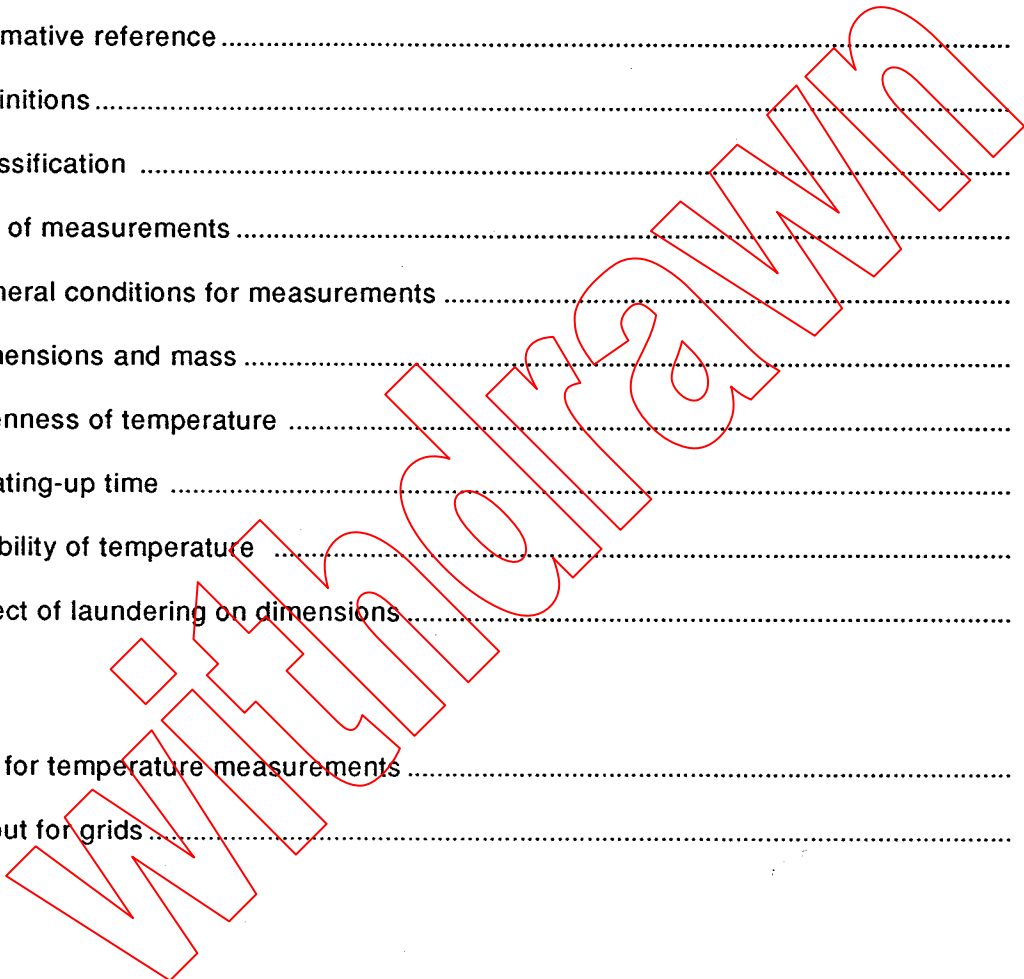 mative reference
initions
ssification
of measurements
neral conditions for measurements
mensions and mass
enness of temperature
ating-up time
bility of temperature
ect of laundering on dimensions
for temperature measurements
out for grids
withdrawn